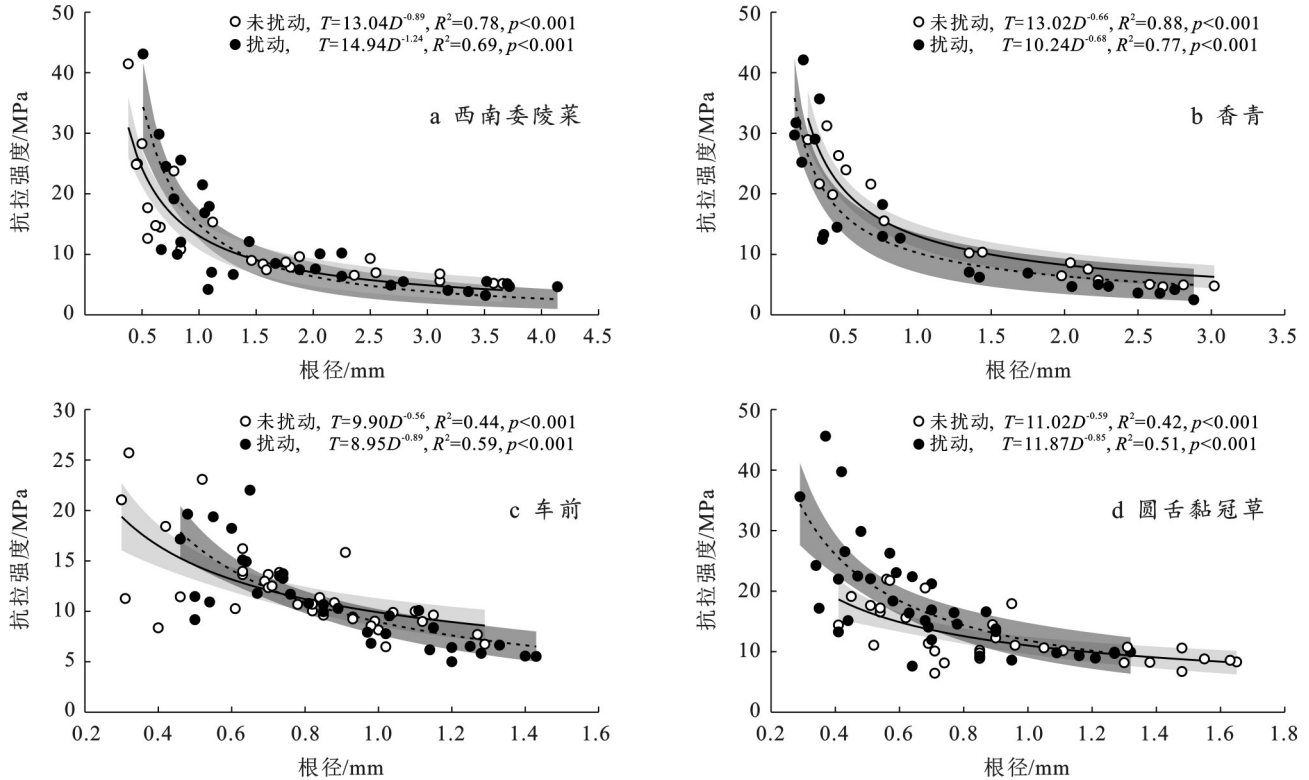 未扰动, T=13.04D^-0.89, R^2=0.78, p<0.001
扰动, T=14.94D^-1.24, R^2=0.69, p<0.001
a 西南委陵菜
抗拉强度/MPa
50
40
30
20
10
0
0.5 1.0 1.5 2.0 2.5 3.0 3.5 4.0 4.5
根径/mm
未扰动, T=13.02D^-0.66, R^2=0.88, p<0.001
扰动, T=10.24D^-0.68, R^2=0.77, p<0.001
b 香青
抗拉强度/MPa
50
40
30
20
10
0
0.5 1.0 1.5 2.0 2.5 3.0 3.5
根径/mm
未扰动, T=9.90D^-0.56, R^2=0.44, p<0.001
扰动, T=8.95D^-0.89, R^2=0.59, p<0.001
c 车前
抗拉强度/MPa
30
25
20
15
10
5
0
0.2 0.4 0.6 0.8 1.0 1.2 1.4 1.6
根径/mm
未扰动, T=11.02D^-0.59, R^2=0.42, p<0.001
扰动, T=11.87D^-0.85, R^2=0.51, p<0.001
d 圆舌黏冠草
抗拉强度/MPa
50
40
30
20
10
0
0.2 0.4 0.6 0.8 1.0 1.2 1.4 1.6 1.8
根径/mm